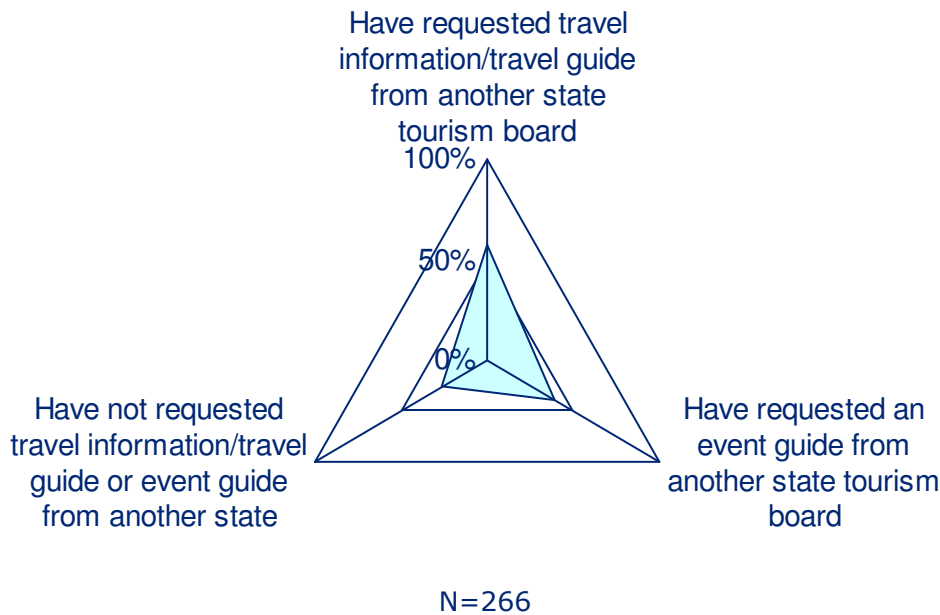 Have requested travel
information/travel guide
from another state
tourism board
100%
50%
0%
Have not requested
travel information/travel
guide or event guide
from another state
Have requested an
event guide from
another state tourism
board
N=266